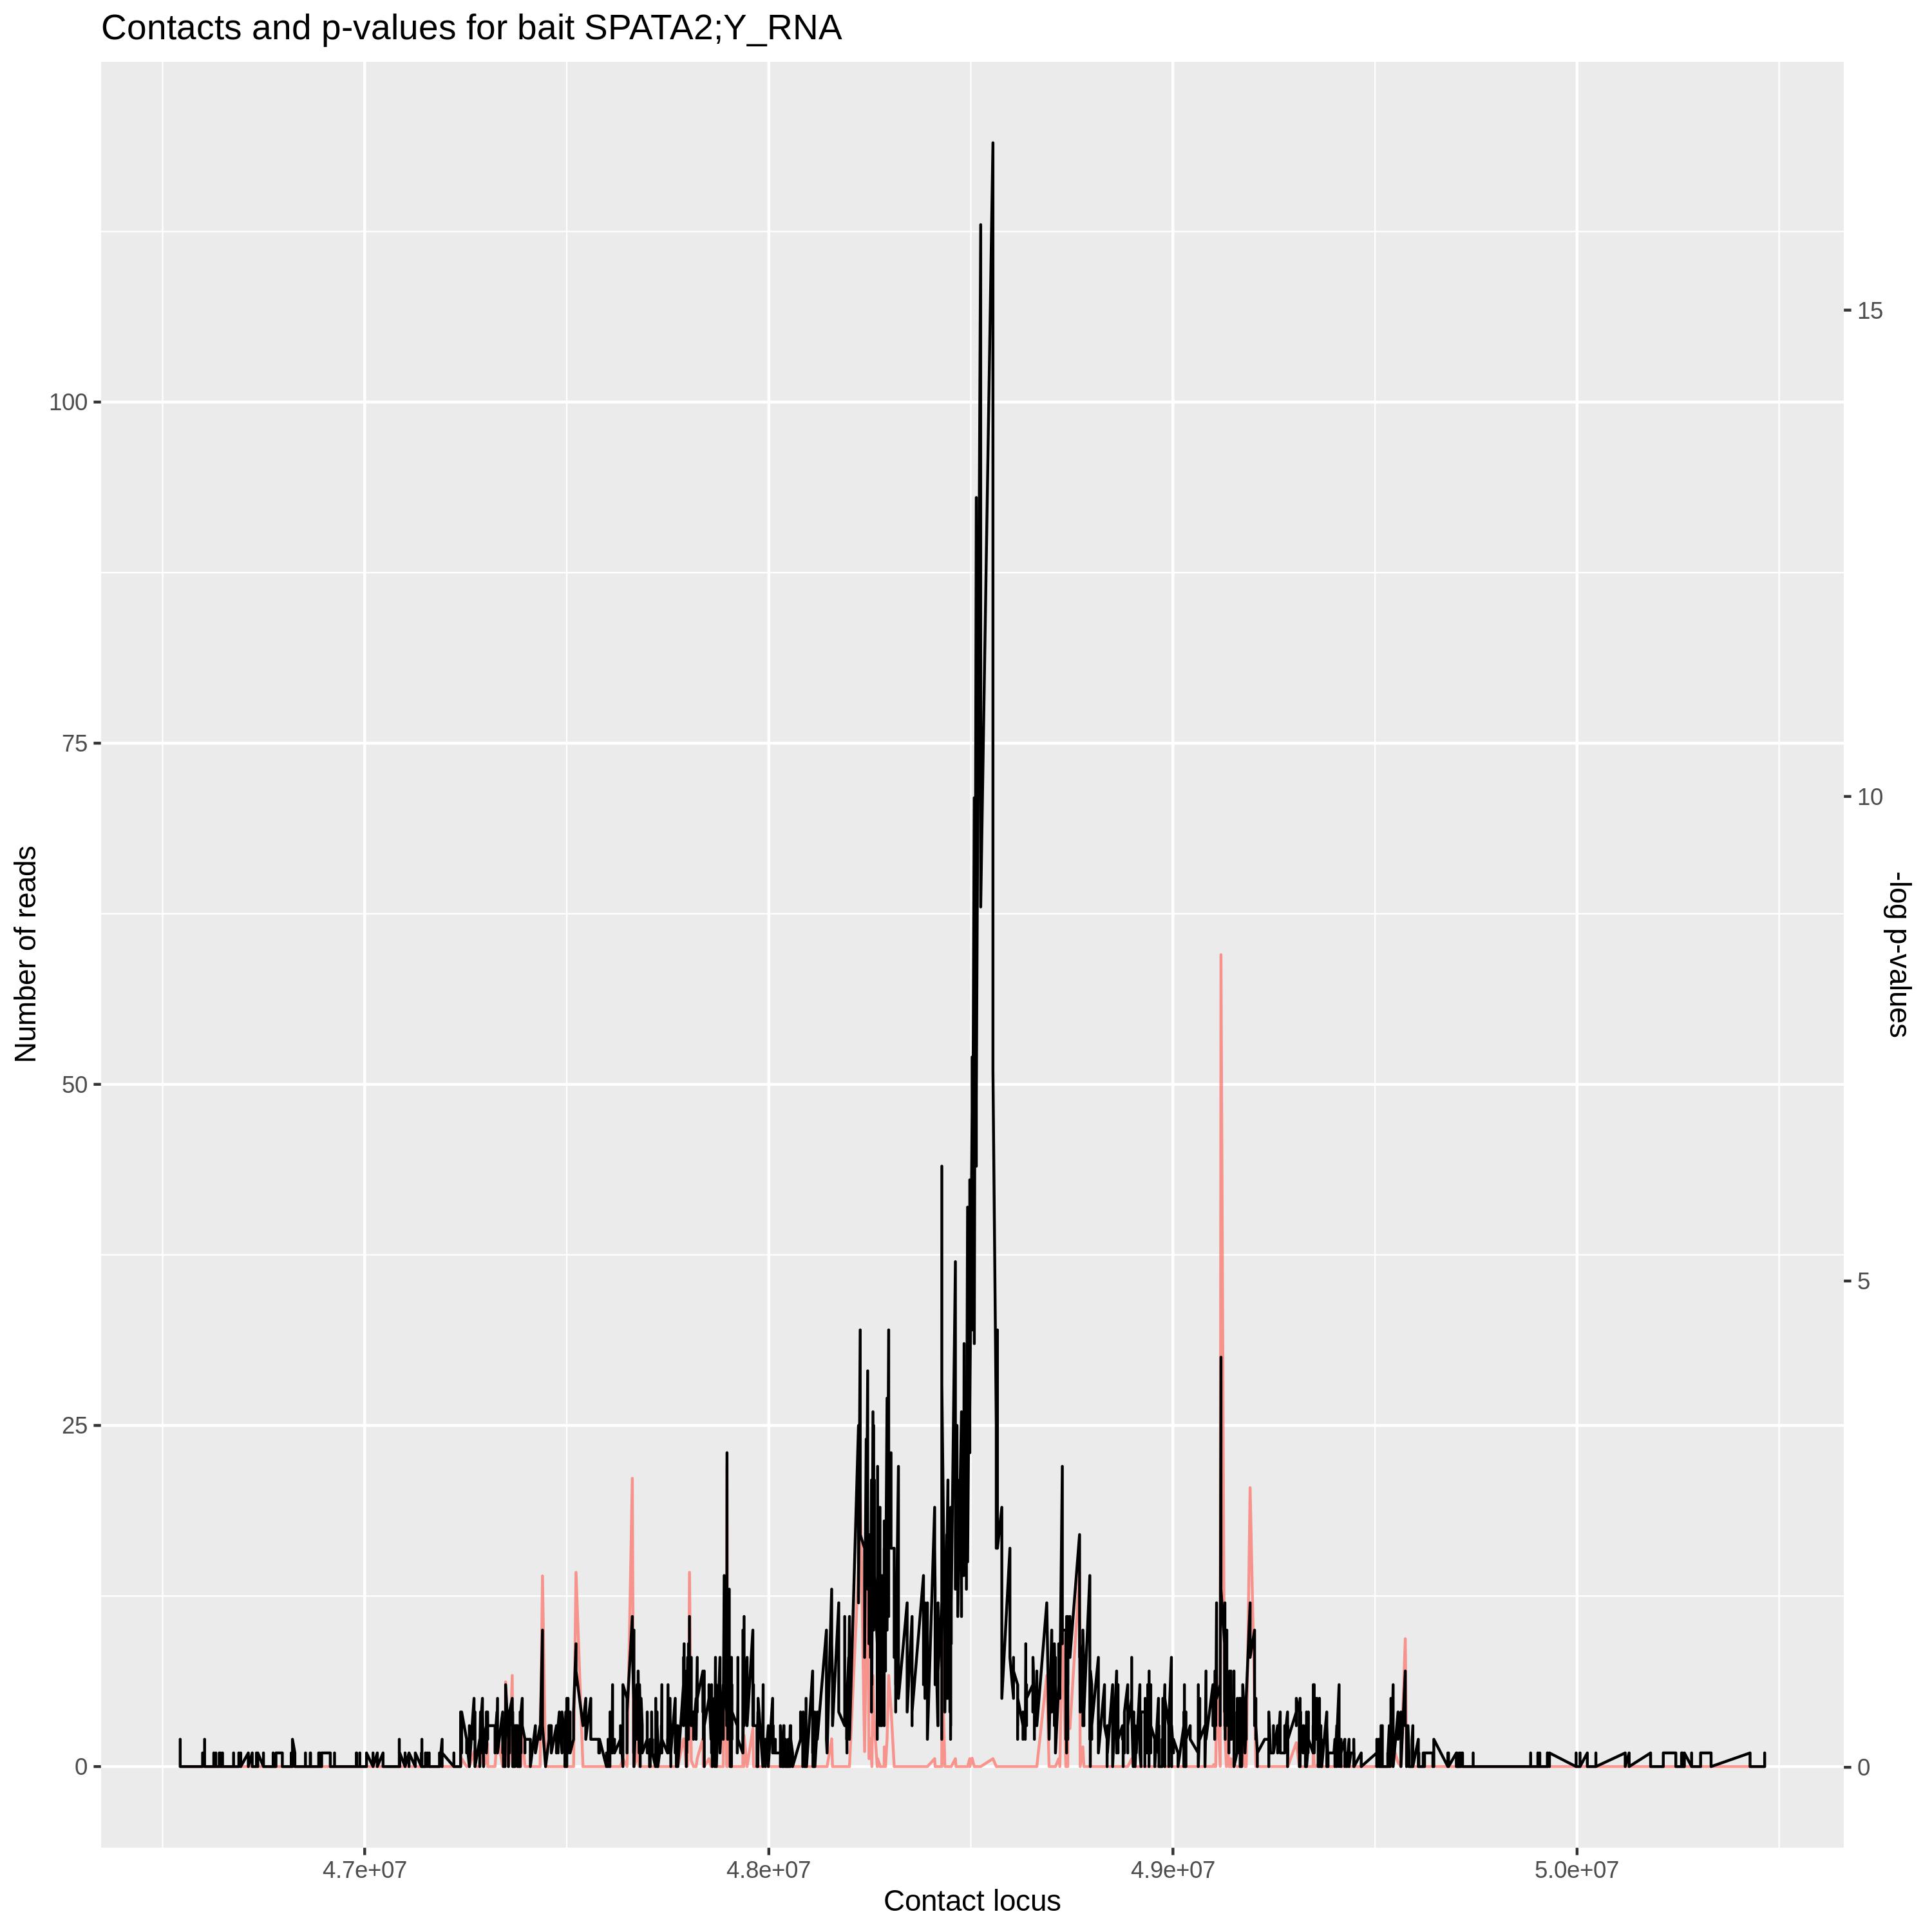 Contacts and p-values for bait SPATA2;Y_RNA
Number of reads
100
75
50
25
0
15
10
5
0
-log p-values
4.7e+07
4.8e+07
4.9e+07
5.0e+07
Contact locus